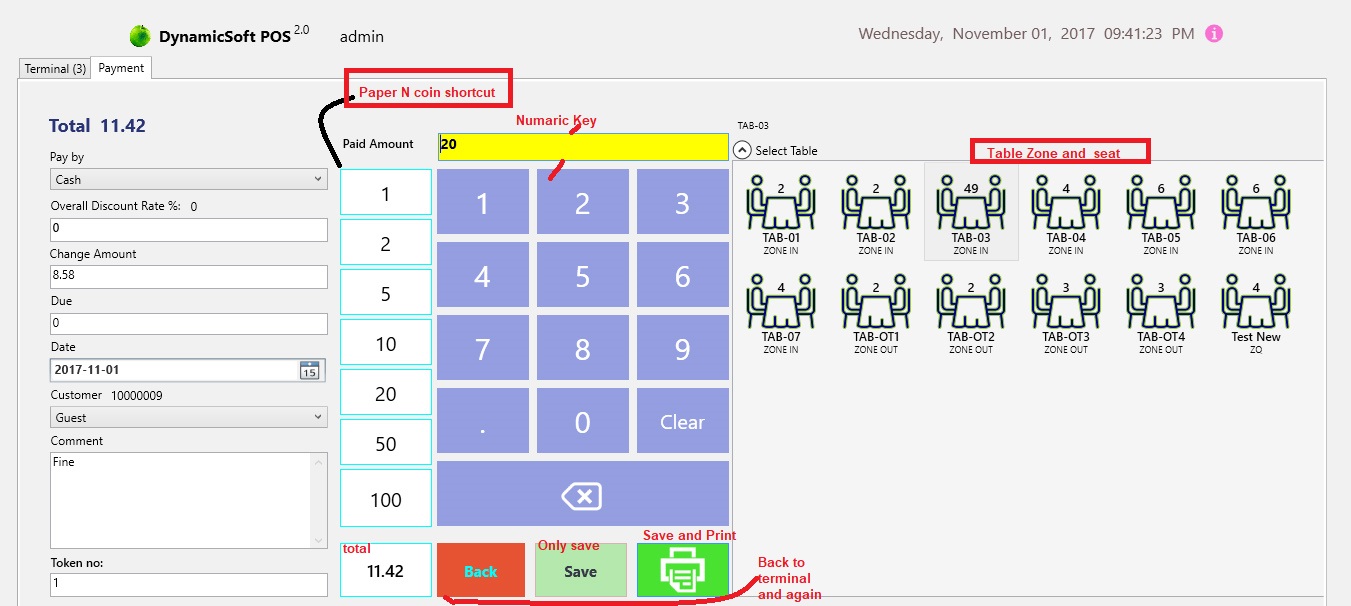 DynamicSoft POS 2.0 admin
Wednesday, November 01, 2017 09:41:23 PM i
Terminal (3) Payment
Paper N coin shortcut
Total 11.42
Pay by
Cash
Overall Discount Rate %: 0
0
Change Amount
8.58
Due
0
Date
2017-11-01 15
Customer 10000009
Guest
Comment
Fine
Token no:
1
Paid Amount
1
2
5
10
20
50
100
total
11.42
Numaric Key
20
1 2 3
4 5 6
7 8 9
. 0 Clear
Back
Only save
Save
Save and Print
Back to
terminal
and again
TAB-03
Select Table
Table Zone and seat
2 2 49 4 6 6
TAB-01 TAB-02 TAB-03 TAB-04 TAB-05 TAB-06
ZONE IN ZONE IN ZONE IN ZONE IN ZONE IN ZONE IN
4 2 2 3 3 4
TAB-07 TAB-OT1 TAB-OT2 TAB-OT3 TAB-OT4 Test New
ZONE IN ZONE OUT ZONE OUT ZONE OUT ZONE OUT ZQ